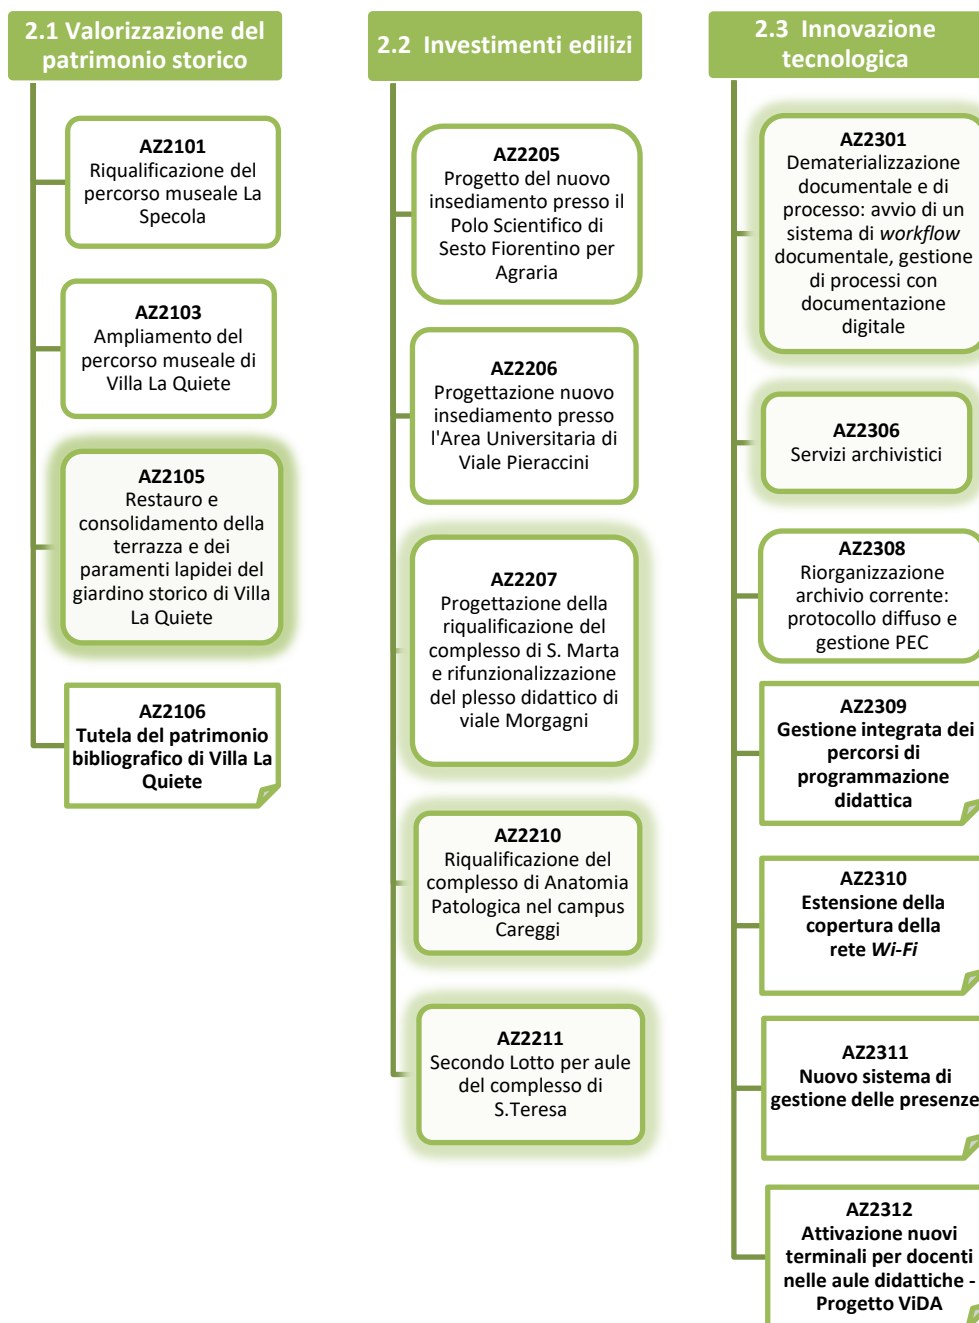 2.1 Valorizzazione del
patrimonio storico
AZ2101
Riqualificazione del
percorso museale La
Specola
AZ2103
Ampliamento del
percorso museale di
Villa La Quiete
AZ2105
Restauro e
consolidamento della
terrazza e dei
paramenti lapidei del
giardino storico di Villa
La Quiete
AZ2106
Tutela del patrimonio
bibliografico di Villa La
Quiete
2.2 Investimenti edilizi
AZ2205
Progetto del nuovo
insediamento presso il
Polo Scientifico di
Sesto Fiorentino per
Agraria
AZ2206
Progettazione nuovo
insediamento presso
l'Area Universitaria di
Viale Pieraccini
AZ2207
Progettazione della
riqualificazione del
complesso di S. Marta
e rifunzionalizzazione
del plesso didattico di
viale Morgagni
AZ2210
Riqualificazione del
complesso di Anatomia
Patologica nel campus
Careggi
AZ2211
Secondo Lotto per aule
del complesso di
S.Teresa
2.3 Innovazione
tecnologica
AZ2301
Dematerializzazione
documentale e di
processo: avvio di un
sistema di workflow
documentale, gestione
di processi con
documentazione
digitale
AZ2306
Servizi archivistici
AZ2308
Riorganizzazione
archivio corrente:
protocollo diffuso e
gestione PEC
AZ2309
Gestione integrata dei
percorsi di
programmazione
didattica
AZ2310
Estensione della
copertura della
rete Wi-Fi
AZ2311
Nuovo sistema di
gestione delle presenze
AZ2312
Attivazione nuovi
terminali per docenti
nelle aule didattiche -
Progetto ViDA